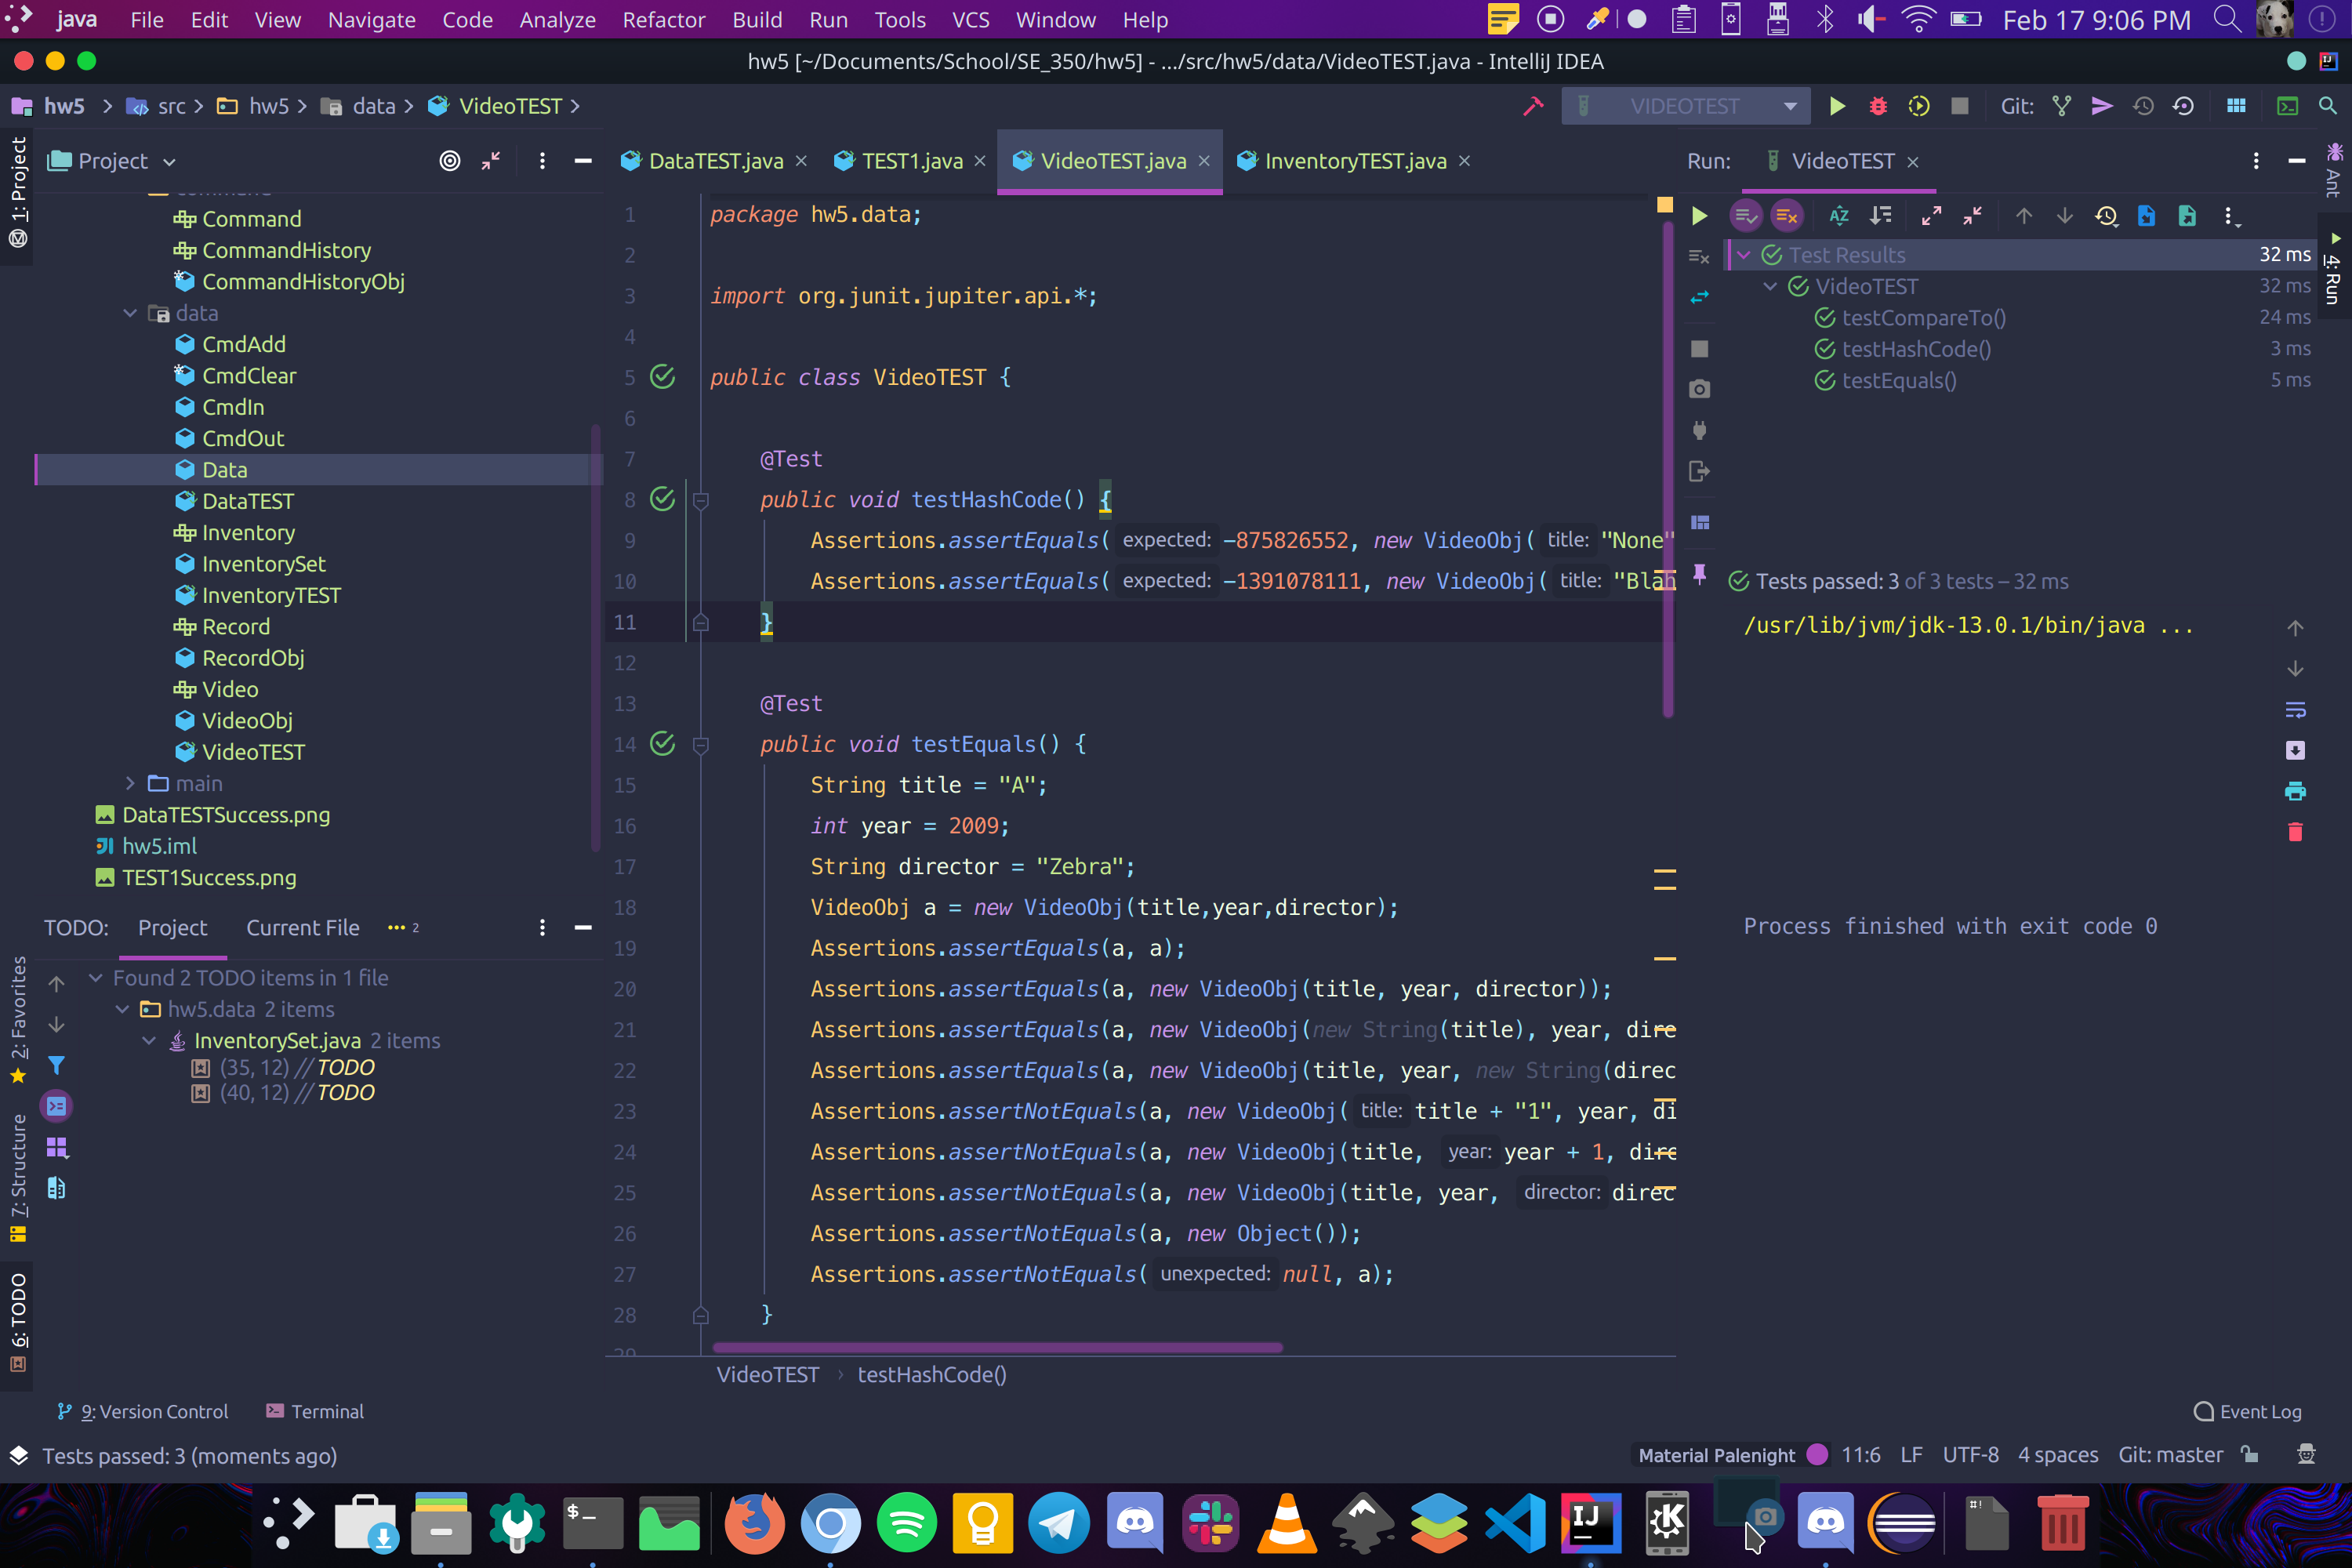 java File Edit View Navigate Code Analyze Refactor Build Run Tools VCS Window Help Feb 17 9:06 PM
hw5 [~/Documents/School/SE_350/hw5] - .../src/hw5/data/VideoTEST.java - IntelliJ IDEA
hw5 src hw5 data VideoTEST VIDEOTEST Git:
1: Project
Project
Command
CommandHistory
CommandHistoryObj
data
CmdAdd
CmdClear
CmdIn
CmdOut
Data
DataTEST
Inventory
InventorySet
InventoryTEST
Record
RecordObj
Video
VideoObj
VideoTEST
main
DataTESTSuccess.png
hw5.iml
TEST1Success.png
TODO: Project Current File 2
Found 2 TODO items in 1 file
hw5.data 2 items
InventorySet.java 2 items
(35, 12) // TODO
(40, 12) // TODO
2: Favorites
7: Structure
6: TODO
DataTEST.java TEST1.java VideoTEST.java InventoryTEST.java
1 package hw5.data;
2
3 import org.junit.jupiter.api.*;
4
5 public class VideoTEST {
6
7 @Test
8 public void testHashCode() {
9 Assertions.assertEquals( expected: -875826552, new VideoObj( title: "None"
10 Assertions.assertEquals( expected: -1391078111, new VideoObj( title: "Blah
11 }
12
13 @Test
14 public void testEquals() {
15 String title = "A";
16 int year = 2009;
17 String director = "Zebra";
18 VideoObj a = new VideoObj(title,year,director);
19 Assertions.assertEquals(a, a);
20 Assertions.assertEquals(a, new VideoObj(title, year, director));
21 Assertions.assertEquals(a, new VideoObj(new String(title), year, dire
22 Assertions.assertEquals(a, new VideoObj(title, year, new String(direc
23 Assertions.assertNotEquals(a, new VideoObj( title: title + "1", year, di
24 Assertions.assertNotEquals(a, new VideoObj(title, year: year + 1, dire
25 Assertions.assertNotEquals(a, new VideoObj(title, year, director: direc
26 Assertions.assertNotEquals(a, new Object());
27 Assertions.assertNotEquals( unexpected: null, a);
28 }
VideoTEST testHashCode()
Run: VideoTEST
Test Results 32 ms
VideoTEST 32 ms
testCompareTo() 24 ms
testHashCode() 3 ms
testEquals() 5 ms
Tests passed: 3 of 3 tests – 32 ms
/usr/lib/jvm/jdk-13.0.1/bin/java ...
Process finished with exit code 0
Ant
4: Run
9: Version Control Terminal Event Log
Tests passed: 3 (moments ago) Material Palenight 11:6 LF UTF-8 4 spaces Git: master